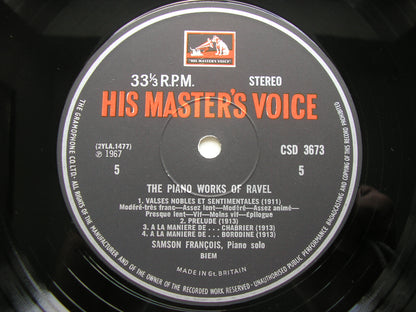 "HIS MASTER'S VOICE"
33⅓ R.P.M. STEREO
HIS MASTER'S VOICE
(2YLA.1477)
℗ 1967
CSD 3673
5 5
THE PIANO WORKS OF RAVEL
1. VALSES NOBLES ET SENTIMENTALES (1911)
Modéré-très franc—Assez lent—Modéré—Assez animé—
Presque lent—Vif—Moins vif—Epilogue
2. PRELUDE (1913)
3. A LA MANIERE DE... CHABRIER (1913)
4. A LA MANIERE DE... BORODINE (1913)
SAMSON FRANÇOIS, Piano solo
BIEM
MADE IN Gt. BRITAIN
THE GRAMOPHONE CO LTD.—ALL RIGHTS OF THE MANUFACTURER AND OF THE OWNER OF THE RECORDED WORK RESERVED. UNAUTHORISED PUBLIC PERFORMANCE, BROADCASTING AND COPYING OF THIS RECORD PROHIBITED